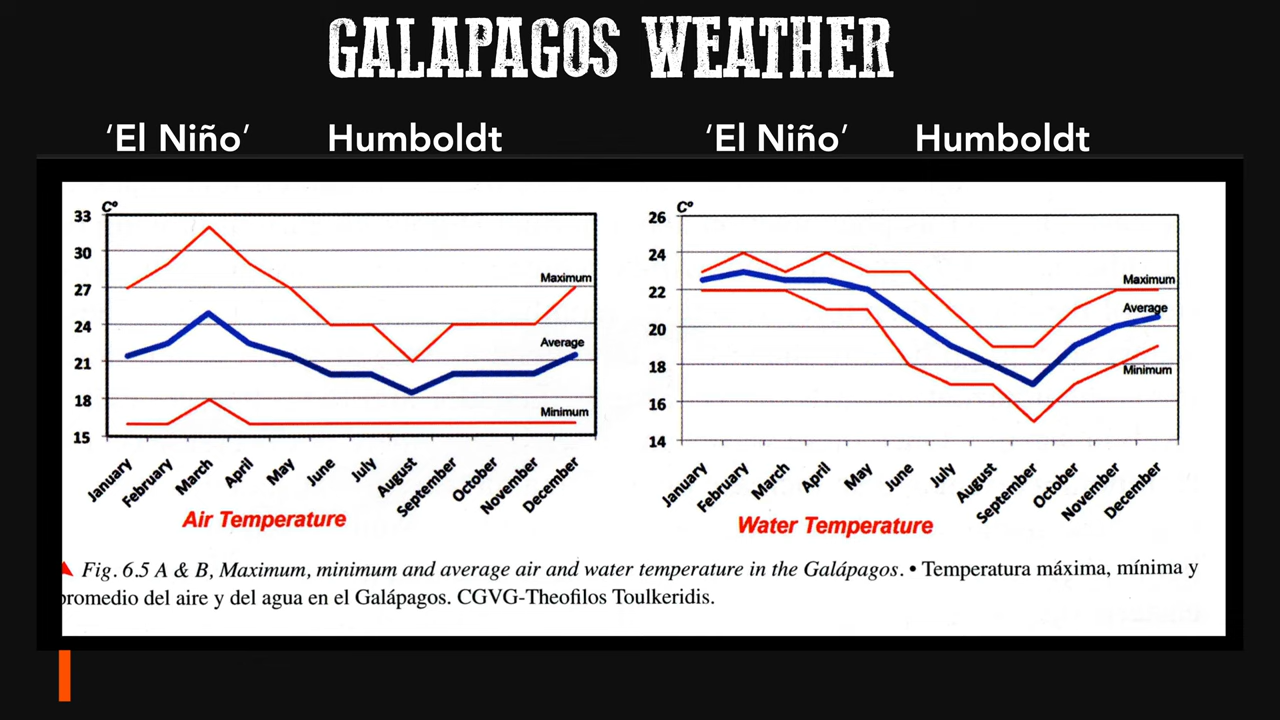 GALAPAGOS WEATHER
'El Niño' Humboldt 'El Niño' Humboldt
C°
33
30
27
24
21
18
15
Maximum
Average
Minimum
January
February
March
April
May
June
July
August
September
October
November
December
Air Temperature
C°
26
24
22
20
18
16
14
Maximum
Average
Minimum
January
February
March
April
May
June
July
August
September
October
November
December
Water Temperature
Fig. 6.5 A & B, Maximum, minimum and average air and water temperature in the Galápagos. • Temperatura máxima, mínima y
promedio del aire y del agua en el Galápagos. CGVG-Theofilos Toulkeridis.